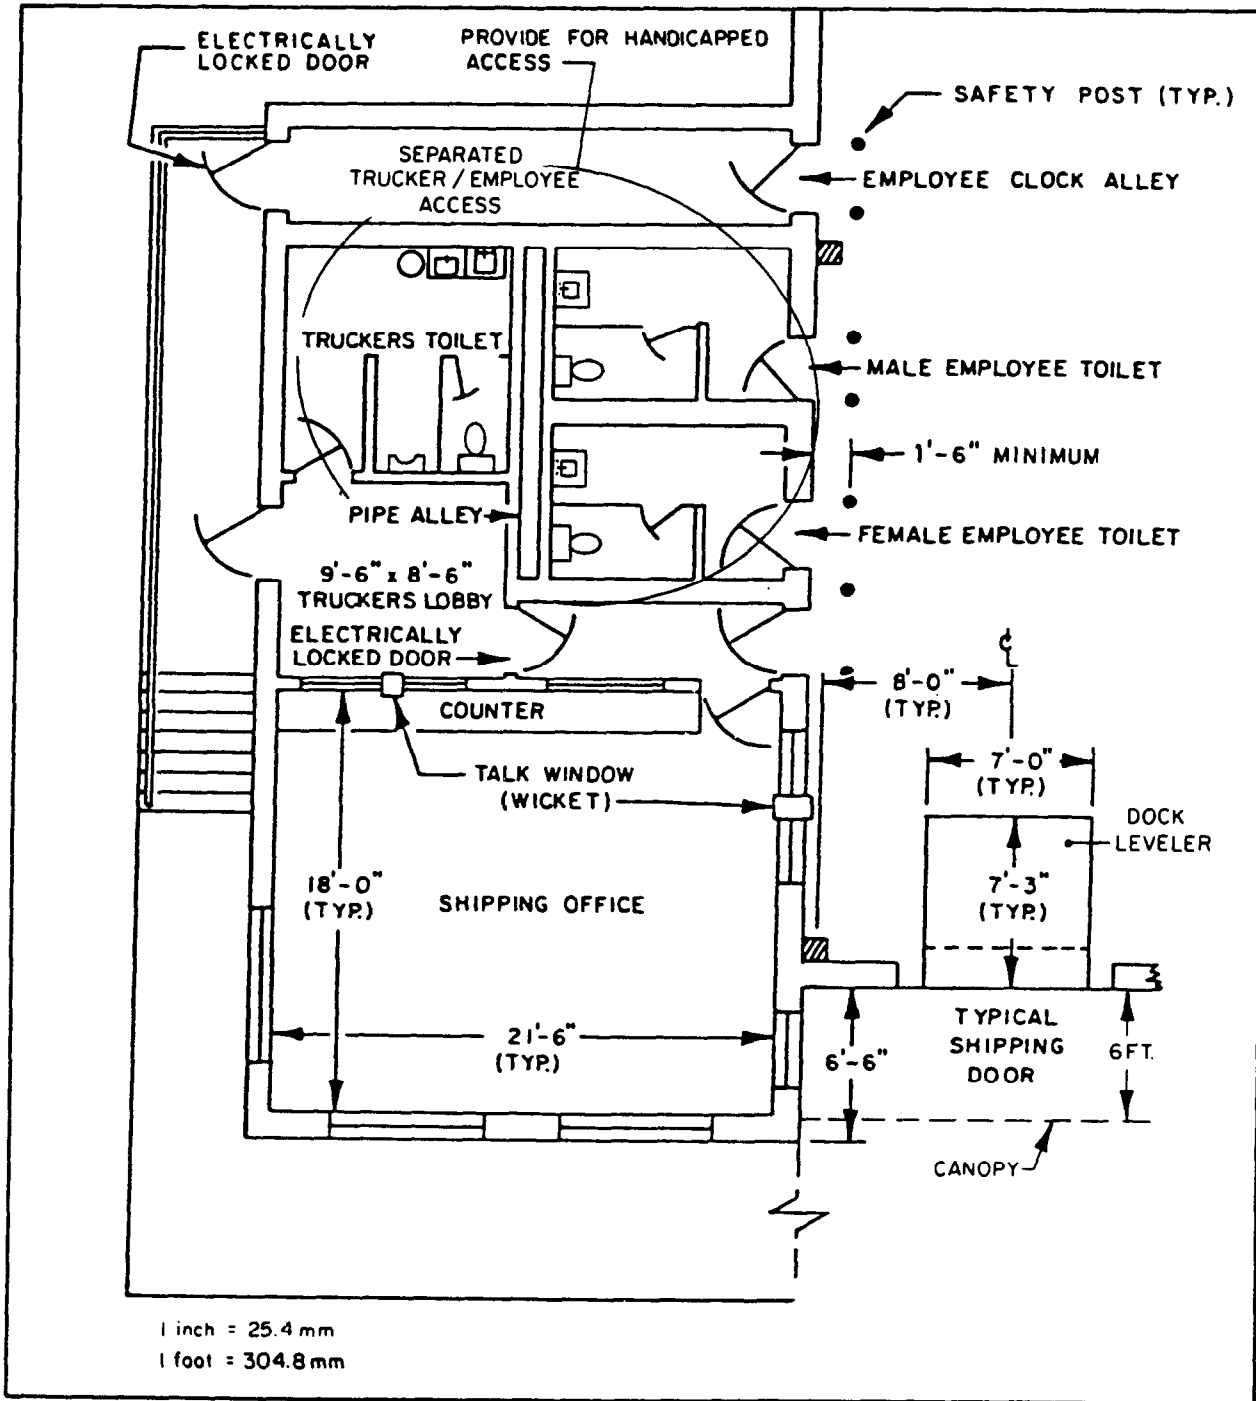 ELECTRICALLY
LOCKED DOOR
PROVIDE FOR HANDICAPPED
ACCESS
SAFETY POST (TYP.)
SEPARATED
TRUCKER / EMPLOYEE
ACCESS
EMPLOYEE CLOCK ALLEY
TRUCKERS TOILET
MALE EMPLOYEE TOILET
1'-6" MINIMUM
PIPE ALLEY
FEMALE EMPLOYEE TOILET
9'-6" x 8'-6"
TRUCKERS LOBBY
ELECTRICALLY
LOCKED DOOR
℄
8'-0"
(TYP.)
COUNTER
TALK WINDOW
(WICKET)
7'-0"
(TYP.)
DOCK
LEVELER
18'-0"
(TYP.)
SHIPPING OFFICE
7'-3"
(TYP.)
21'-6"
(TYP.)
6'-6"
TYPICAL
SHIPPING
DOOR
6FT.
CANOPY
1 inch = 25.4 mm
1 foot = 304.8 mm